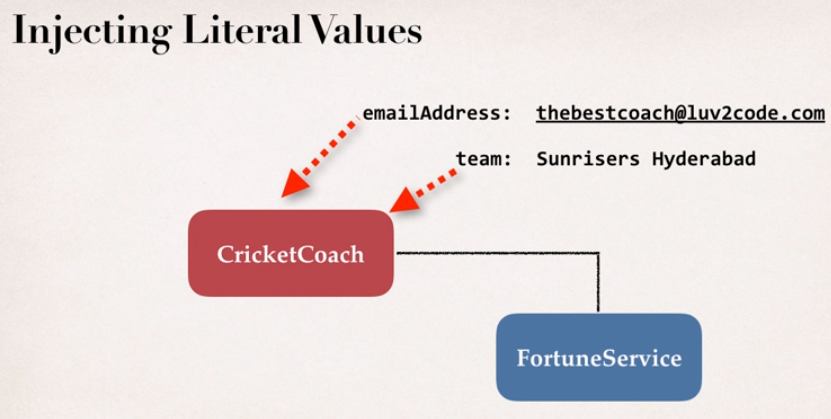 Injecting Literal Values
emailAddress: thebestcoach@luv2code.com
team: Sunrisers Hyderabad
CricketCoach
FortuneService